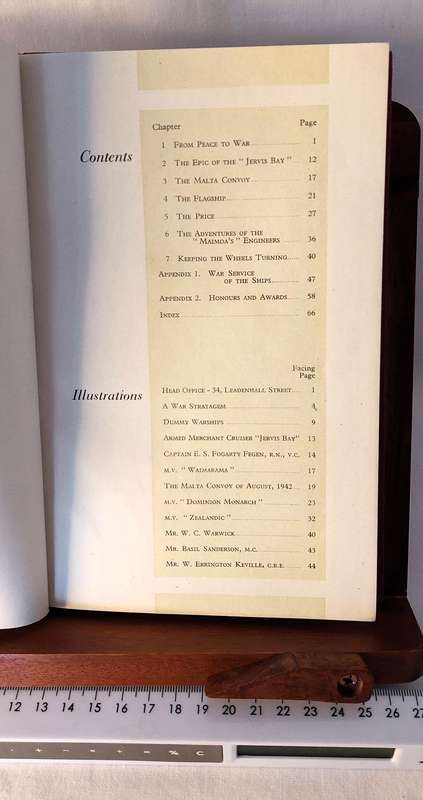 Contents
Chapter Page
1 From Peace to War 1
2 The Epic of the "Jervis Bay" 12
3 The Malta Convoy 17
4 The Flagship 21
5 The Price 27
6 The Adventures of the
"Maimoa's" Engineers 36
7 Keeping the Wheels Turning 40
Appendix 1. War Service
of the Ships 47
Appendix 2. Honours and Awards 58
Index 66
Illustrations
Facing
Page
Head Office - 34, Leadenhall Street 1
A War Stratagem 4
Dummy Warships 9
Armed Merchant Cruiser "Jervis Bay" 13
Captain E. S. Fogarty Fegen, R.N., V.C. 14
M.V. "Waimarama" 17
The Malta Convoy of August, 1942 19
M.V. "Dominion Monarch" 23
M.V. "Zealandic" 32
Mr. W. C. Warwick 40
Mr. Basil Sanderson, M.C. 43
Mr. W. Errington Keville, C.B.E. 44
12 13 14 15 16 17 18 19 20 21 22 23 24 25 26 27
+ - × ÷ = % C